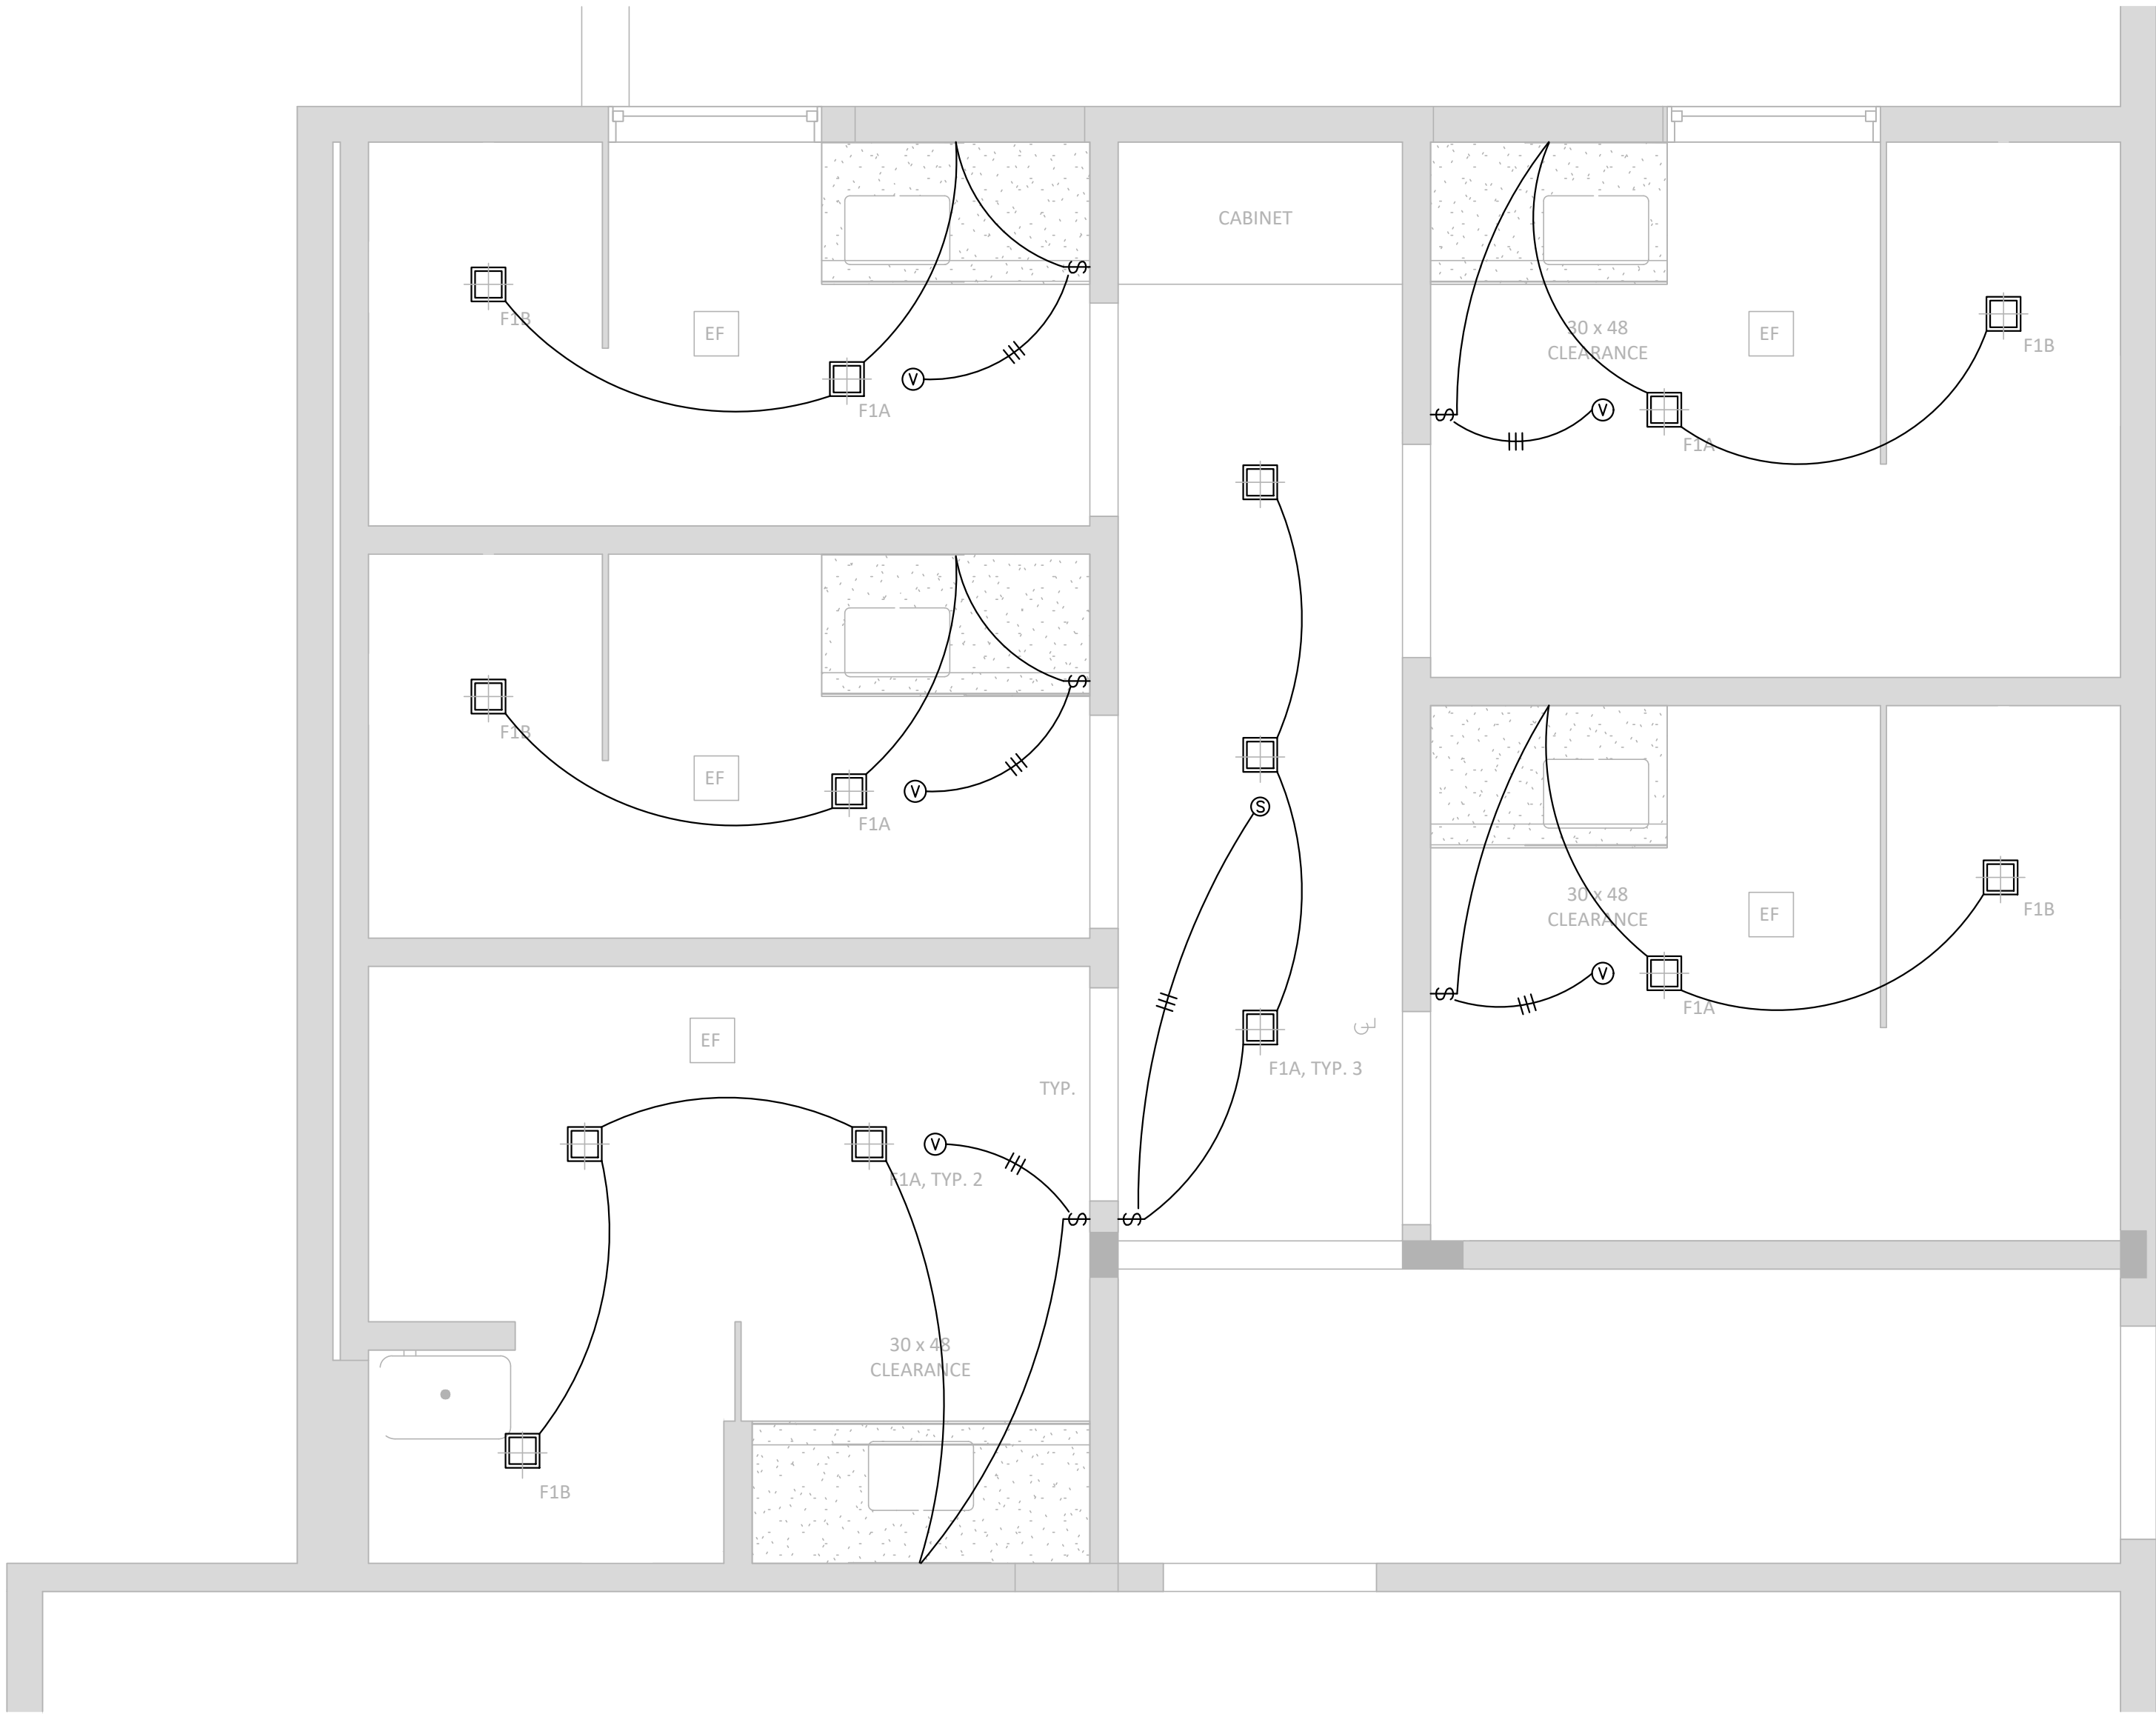 CABINET
F1B
EF
F1A
V
$
30 x 48
CLEARANCE
EF
F1B
$
V
F1A
F1B
EF
F1A
V
$
S
30 x 48
CLEARANCE
EF
F1B
$
V
F1A
EF
TYP.
F1A, TYP. 3
V
F1A, TYP. 2
$
$
30 x 48
CLEARANCE
F1B